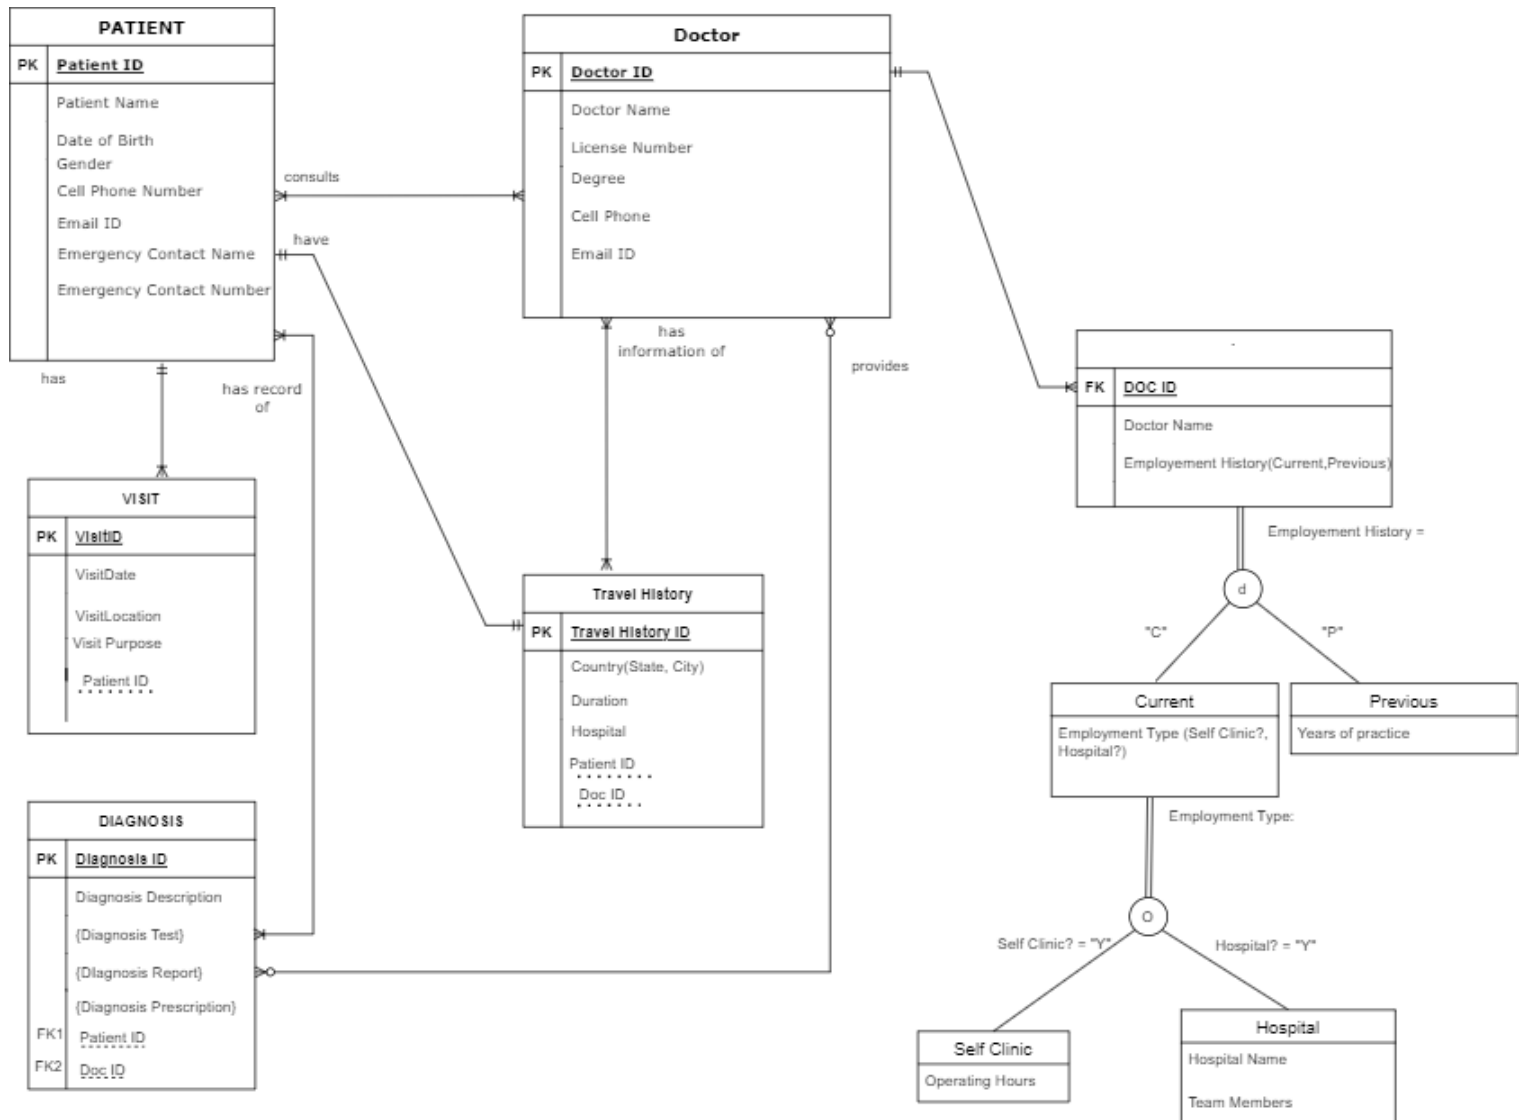 PATIENT
PK Patient ID
Patient Name
Date of Birth
Gender
Cell Phone Number
Email ID
Emergency Contact Name
Emergency Contact Number
Doctor
PK Doctor ID
Doctor Name
License Number
Degree
Cell Phone
Email ID
consults
have
has
information of
provides
has
has record
of
FK DOC ID
Doctor Name
Employement History(Current,Previous)
Employement History =
d
"C"
"P"
VISIT
PK VisitID
VisitDate
VisitLocation
Visit Purpose
Patient ID
Travel History
PK Travel History ID
Country(State, City)
Duration
Hospital
Patient ID
Doc ID
Current
Employment Type (Self Clinic?,
Hospital?)
Previous
Years of practice
Employment Type:
O
Self Clinic? = "Y"
Hospital? = "Y"
DIAGNOSIS
PK Diagnosis ID
Diagnosis Description
{Diagnosis Test}
{DIagnosis Report}
{Diagnosis Prescription}
FK1 Patient ID
FK2 Doc ID
Self Clinic
Operating Hours
Hospital
Hospital Name
Team Members